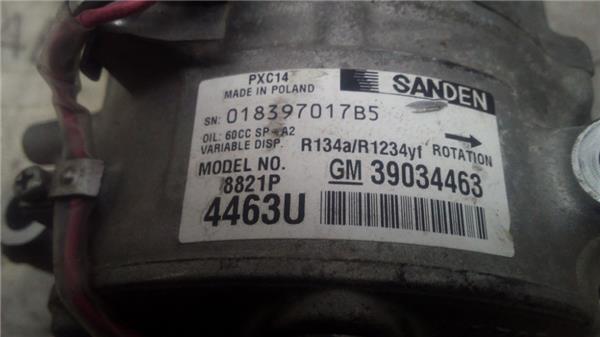 PXC14
MADE IN POLAND
SANDEN
SN: 018397017B5
OIL: 60CC SP-A2
VARIABLE DISP.
R134a/R1234yf
ROTATION
MODEL NO.
8821P
GM 39034463
4463U